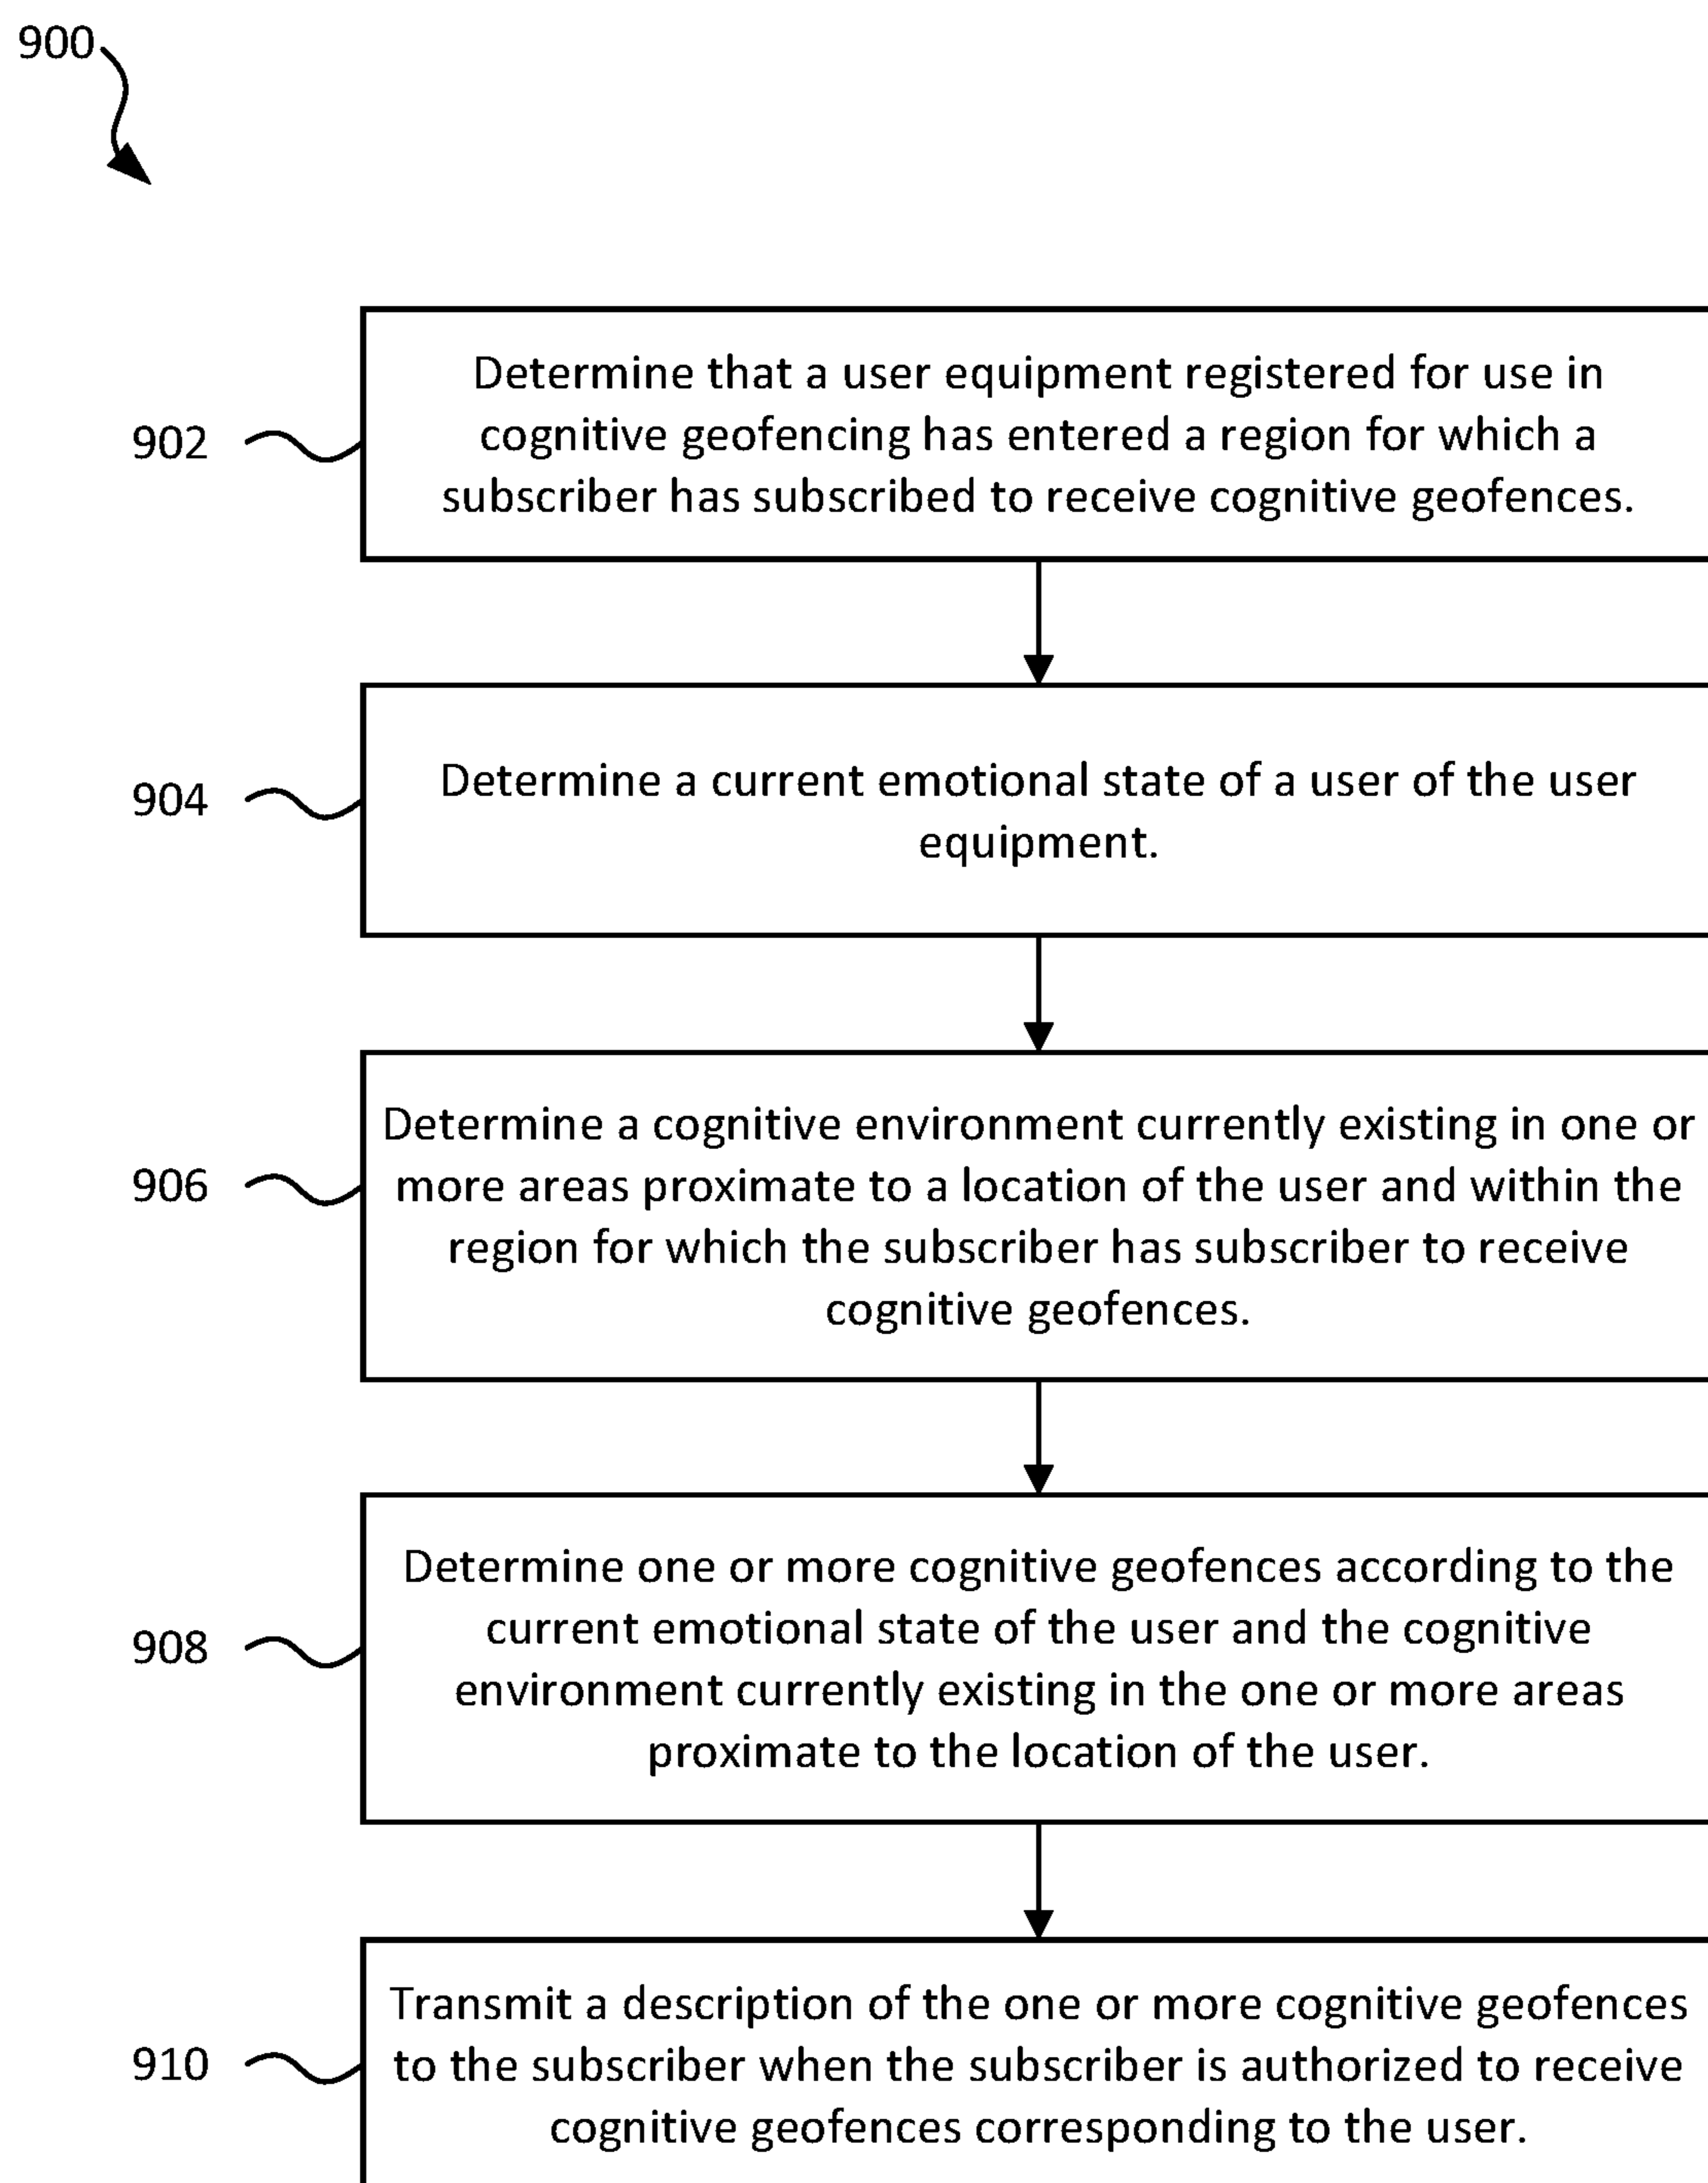 900
Determine that a user equipment registered for use in
902
cognitive geofencing has entered a region for which a
subscriber has subscribed to receive cognitive geofences.
904
Determine a current emotional state of a user of the user
equipment.
906
Determine a cognitive environment currently existing in one or
more areas proximate to a location of the user and within the
region for which the subscriber has subscriber to receive
cognitive geofences.
908
Determine one or more cognitive geofences according to the
current emotional state of the user and the cognitive
environment currently existing in the one or more areas
proximate to the location of the user.
910
Transmit a description of the one or more cognitive geofences
to the subscriber when the subscriber is authorized to receive
cognitive geofences corresponding to the user.